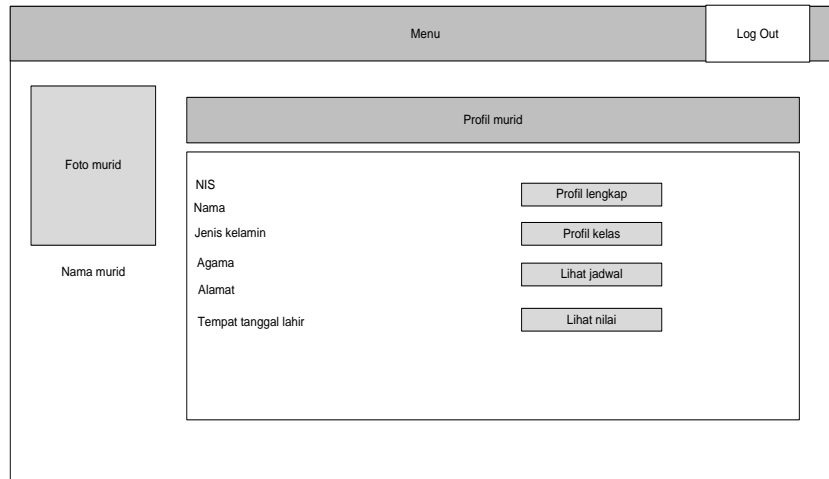 Menu
Log Out
Foto murid
Nama murid
Profil murid
NIS
Nama
Jenis kelamin
Agama
Alamat
Tempat tanggal lahir
Profil lengkap
Profil kelas
Lihat jadwal
Lihat nilai